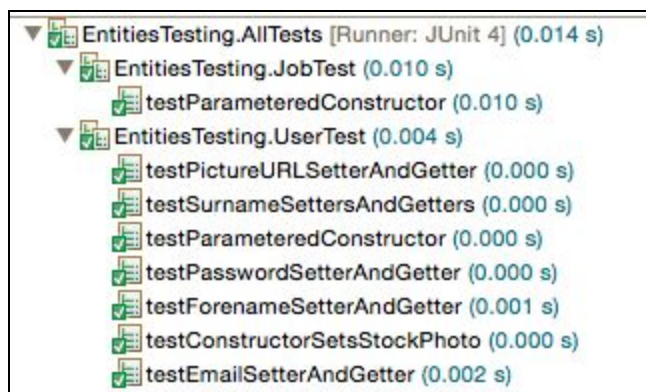 EntitiesTesting.AllTests [Runner: JUnit 4] (0.014 s)
EntitiesTesting.JobTest (0.010 s)
testParameteredConstructor (0.010 s)
EntitiesTesting.UserTest (0.004 s)
testPictureURLSetterAndGetter (0.000 s)
testSurnameSettersAndGetters (0.000 s)
testParameteredConstructor (0.000 s)
testPasswordSetterAndGetter (0.000 s)
testForenameSetterAndGetter (0.001 s)
testConstructorSetsStockPhoto (0.000 s)
testEmailSetterAndGetter (0.002 s)